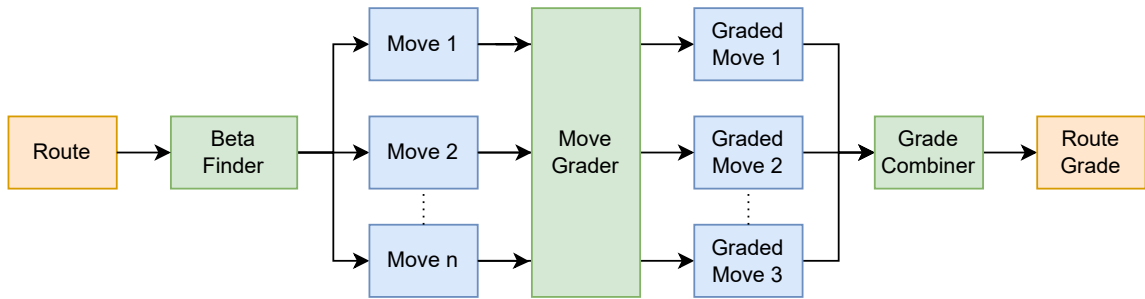 Route
Beta
Finder
Move 1
Move 2
Move n
Move
Grader
Graded
Move 1
Graded
Move 2
Graded
Move 3
Grade
Combiner
Route
Grade